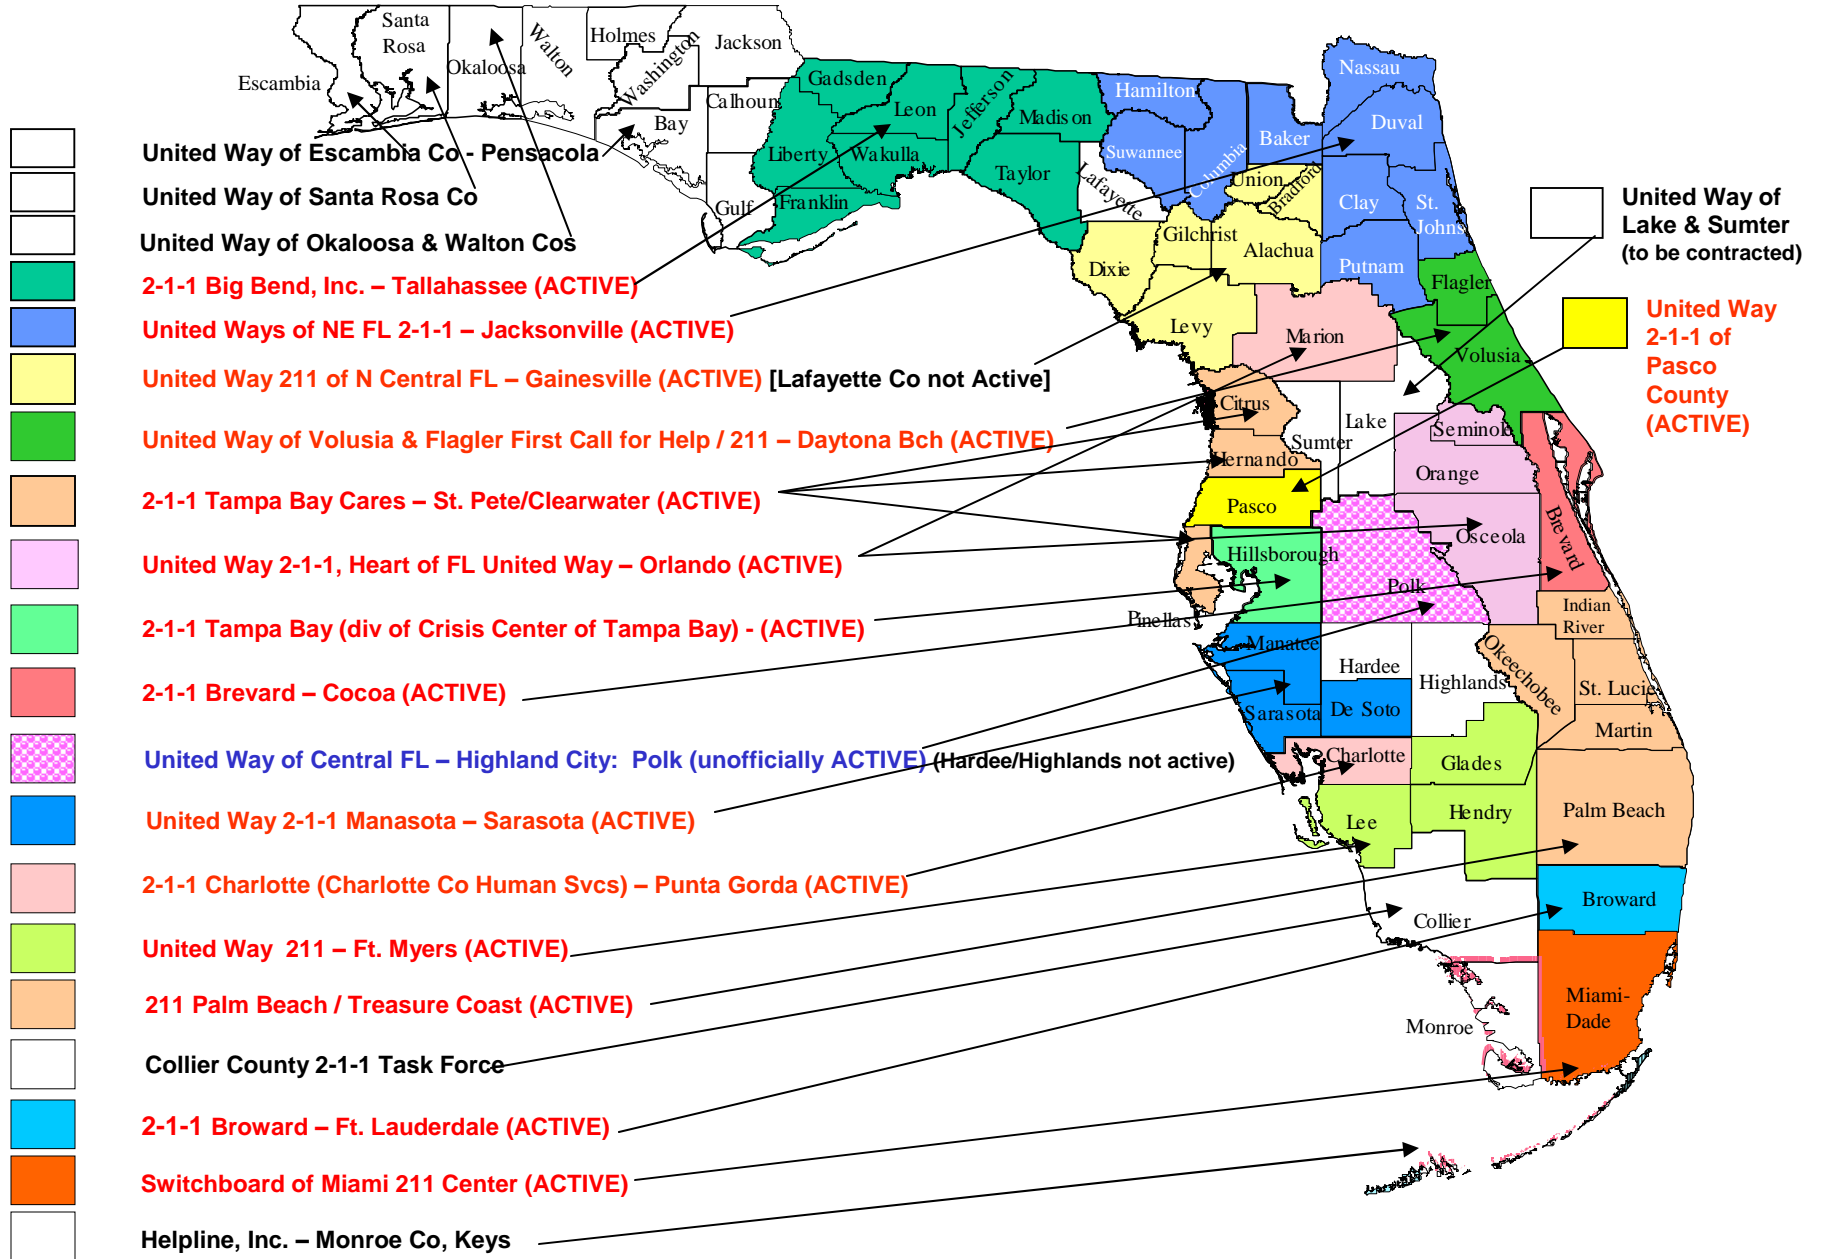 Santa
Rosa
Escambia
Okaloosa
Walton
Holmes
Washington
Jackson
Calhoun
Bay
Gulf
Gadsden
Leon
Jefferson
Madison
Liberty
Wakulla
Franklin
Taylor
Lafayette
Hamilton
Suwannee
Columbia
Baker
Nassau
Duval
Union
Bradford
Clay
St.
Johns
Putnam
Gilchrist
Alachua
Dixie
Levy
Marion
Flagler
Volusia
Citrus
Hernando
Sumter
Lake
Seminole
Orange
Osceola
Brevard
Pasco
Pinellas
Hillsborough
Polk
Indian
River
Manatee
Hardee
Highlands
Okeechobee
St. Lucie
Sarasota
De Soto
Martin
Charlotte
Glades
Lee
Hendry
Palm Beach
Collier
Broward
Monroe
Miami-
Dade
United Way of Escambia Co - Pensacola
United Way of Santa Rosa Co
United Way of Okaloosa & Walton Cos
2-1-1 Big Bend, Inc. – Tallahassee (ACTIVE)
United Ways of NE FL 2-1-1 – Jacksonville (ACTIVE)
United Way 211 of N Central FL – Gainesville (ACTIVE) [Lafayette Co not Active]
United Way of Volusia & Flagler First Call for Help / 211 – Daytona Bch (ACTIVE)
2-1-1 Tampa Bay Cares – St. Pete/Clearwater (ACTIVE)
United Way 2-1-1, Heart of FL United Way – Orlando (ACTIVE)
2-1-1 Tampa Bay (div of Crisis Center of Tampa Bay) - (ACTIVE)
2-1-1 Brevard – Cocoa (ACTIVE)
United Way of Central FL – Highland City: Polk (unofficially ACTIVE) (Hardee/Highlands not active)
United Way 2-1-1 Manasota – Sarasota (ACTIVE)
2-1-1 Charlotte (Charlotte Co Human Svcs) – Punta Gorda (ACTIVE)
United Way 211 – Ft. Myers (ACTIVE)
211 Palm Beach / Treasure Coast (ACTIVE)
Collier County 2-1-1 Task Force
2-1-1 Broward – Ft. Lauderdale (ACTIVE)
Switchboard of Miami 211 Center (ACTIVE)
Helpline, Inc. – Monroe Co, Keys
United Way of
Lake & Sumter
(to be contracted)
United Way
2-1-1 of
Pasco
County
(ACTIVE)